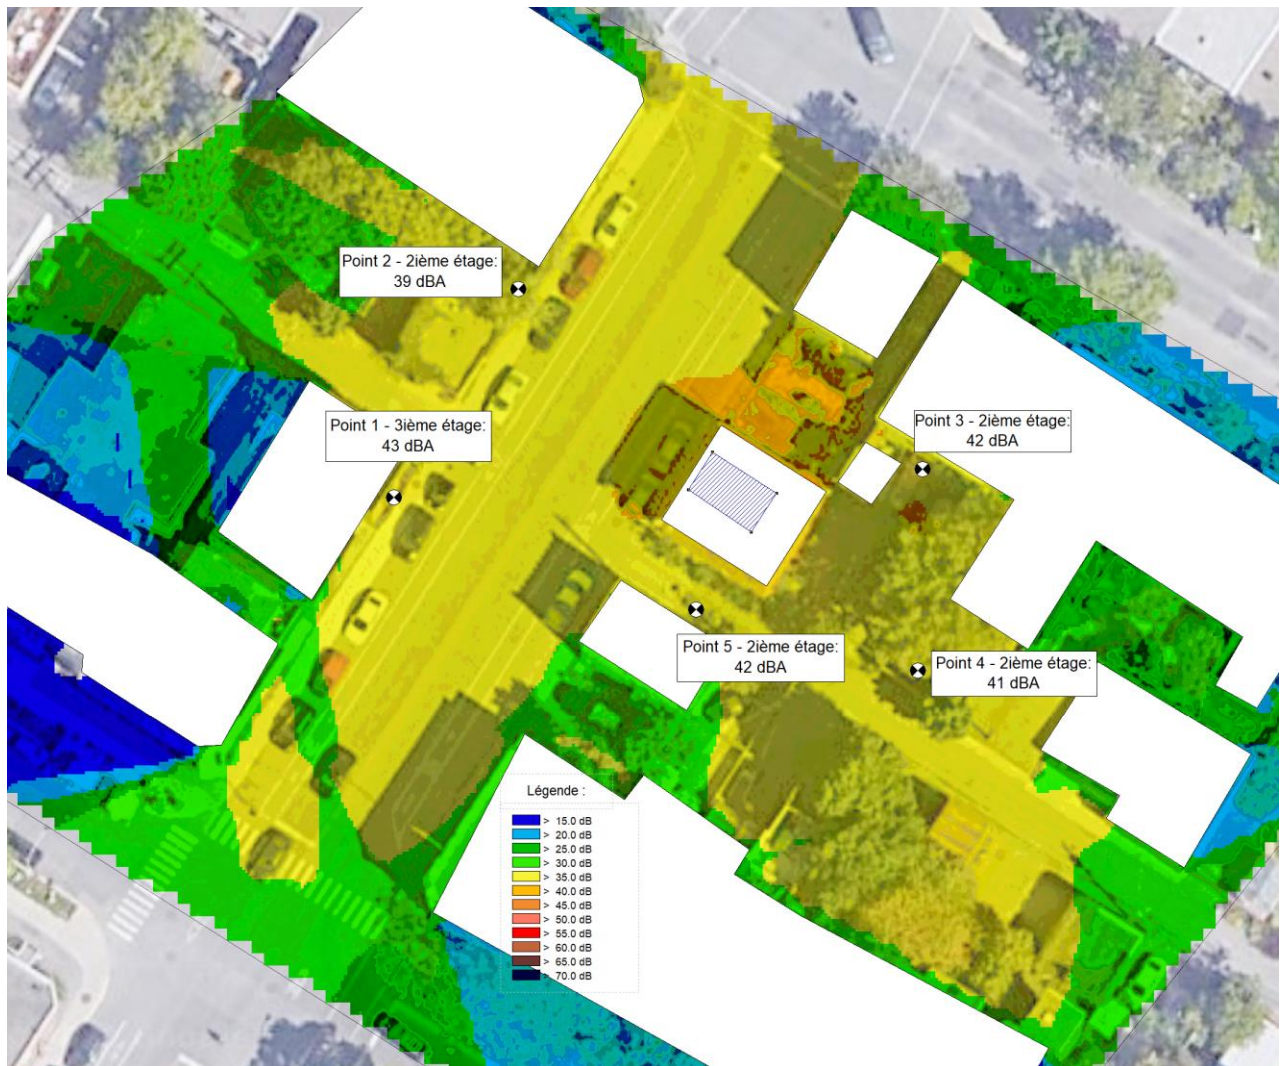 Point 2 - 2ième étage:
39 dBA
Point 1 - 3ième étage:
43 dBA
Point 3 - 2ième étage:
42 dBA
Point 5 - 2ième étage:
42 dBA
Point 4 - 2ième étage:
41 dBA
Légende :
> 15.0 dB
> 20.0 dB
> 25.0 dB
> 30.0 dB
> 35.0 dB
> 40.0 dB
> 45.0 dB
> 50.0 dB
> 55.0 dB
> 60.0 dB
> 65.0 dB
> 70.0 dB